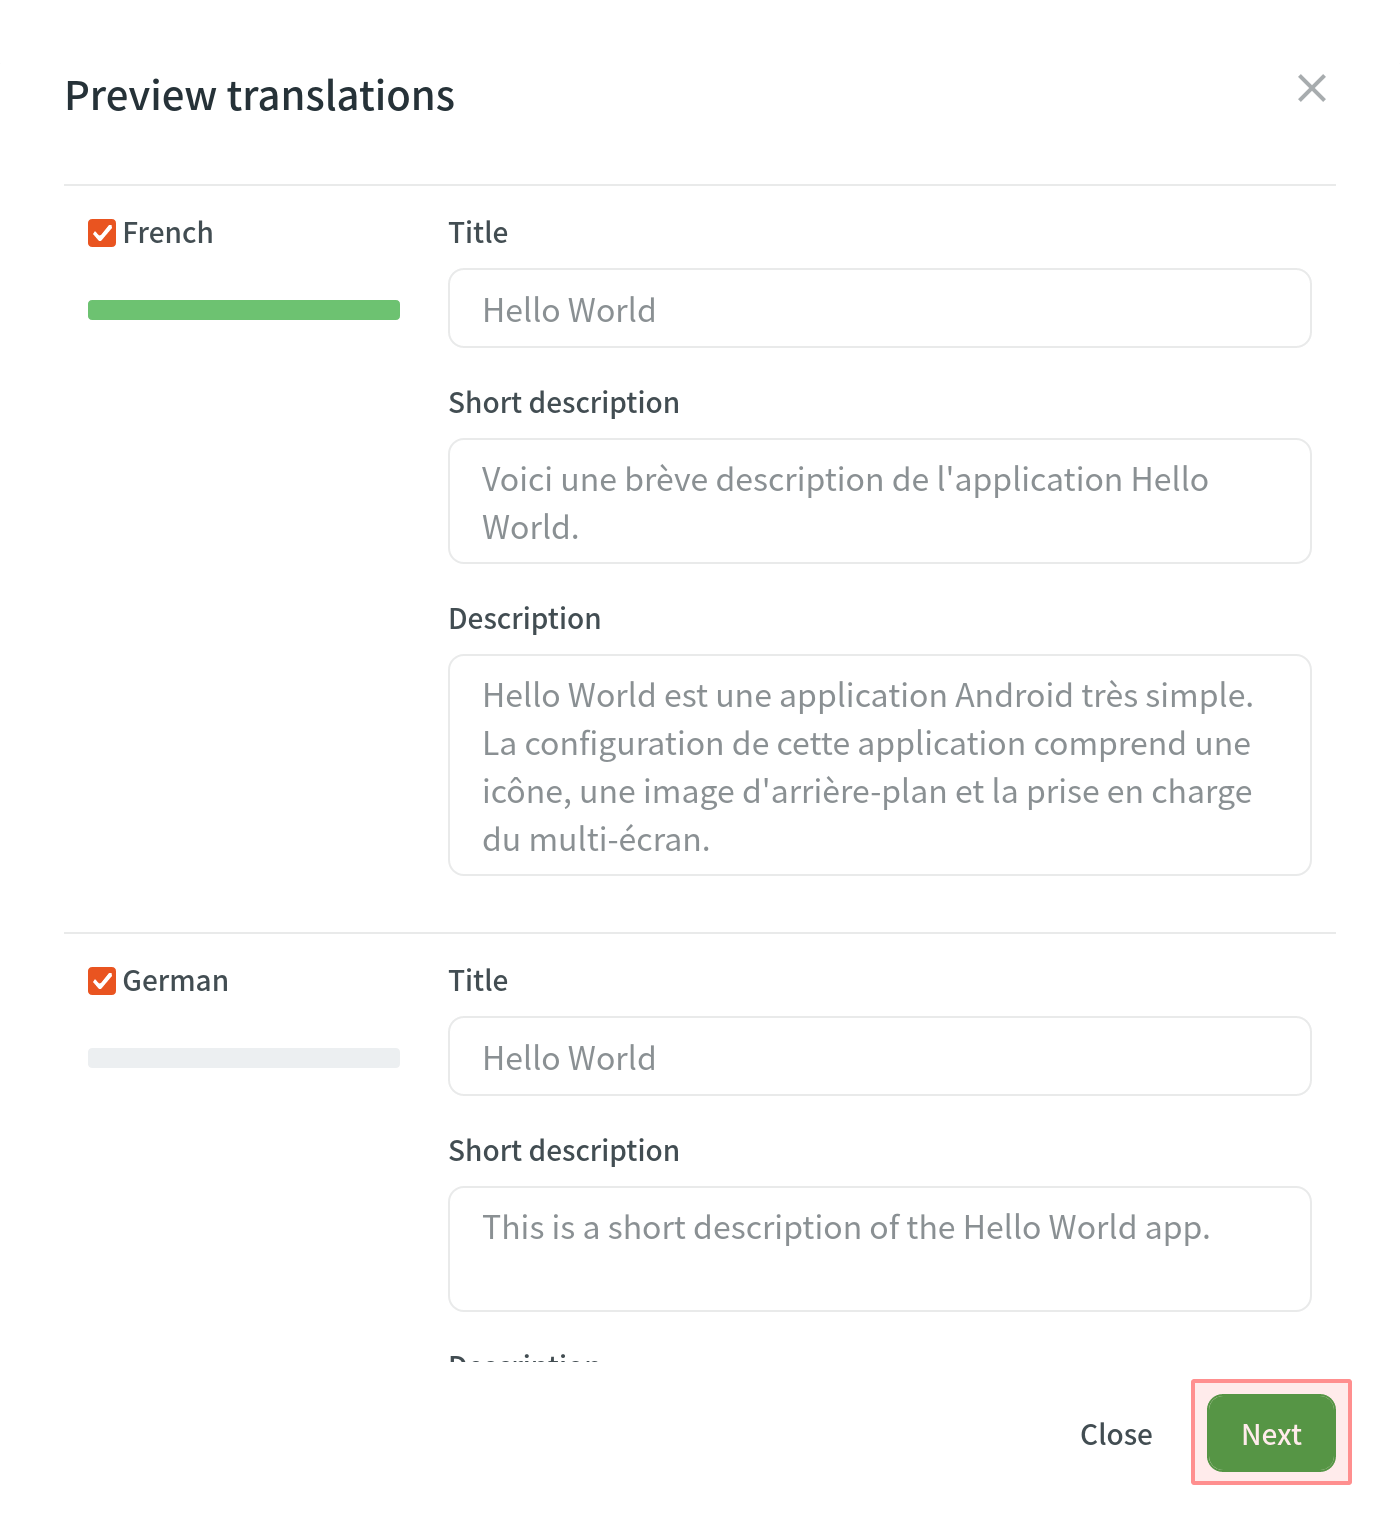 Preview translations
French
Title
Hello World
Short description
Voici une brève description de l'application Hello
World.
Description
Hello World est une application Android très simple.
La configuration de cette application comprend une
icône, une image d'arrière-plan et la prise en charge
du multi-écran.
German
Title
Hello World
Short description
This is a short description of the Hello World app.
Description
Close
Next